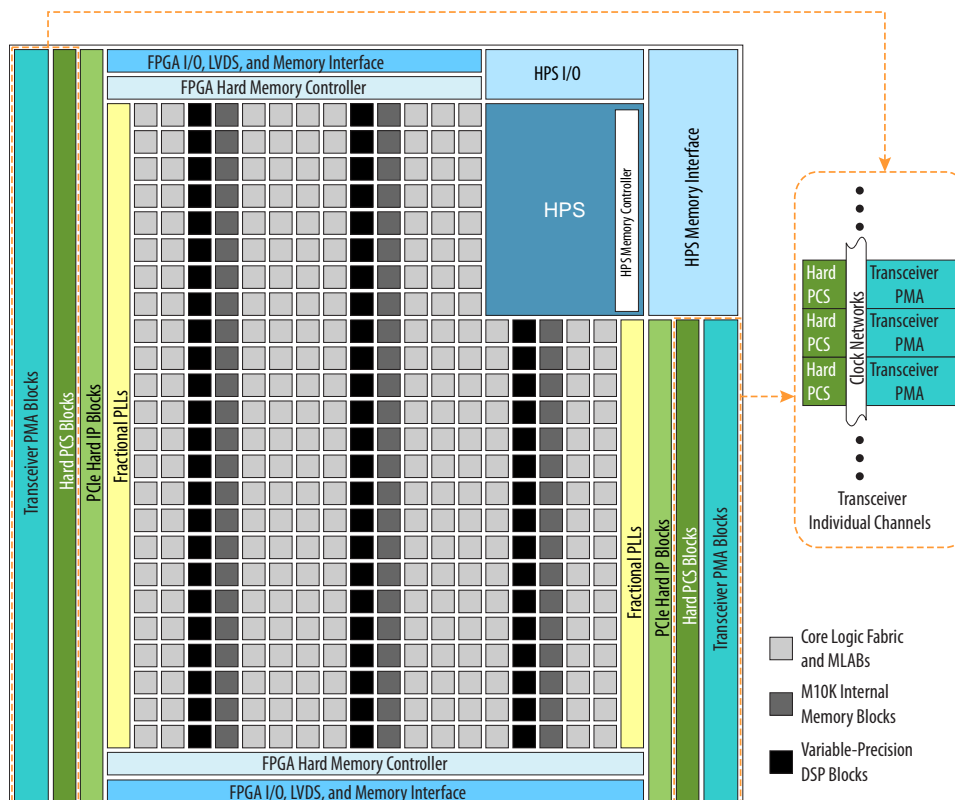 FPGA I/O, LVDS, and Memory Interface
FPGA Hard Memory Controller
HPS I/O
HPS
HPS Memory Controller
HPS Memory Interface
Transceiver PMA Blocks
Hard PCS Blocks
PCIe Hard IP Blocks
Fractional PLLs
Fractional PLLs
PCIe Hard IP Blocks
Hard PCS Blocks
Transceiver PMA Blocks
FPGA Hard Memory Controller
FPGA I/O, LVDS, and Memory Interface
Hard
PCS
Transceiver
PMA
Hard
PCS
Transceiver
PMA
Hard
PCS
Transceiver
PMA
Clock Networks
Transceiver
Individual Channels
Core Logic Fabric
and MLABs
M10K Internal
Memory Blocks
Variable-Precision
DSP Blocks